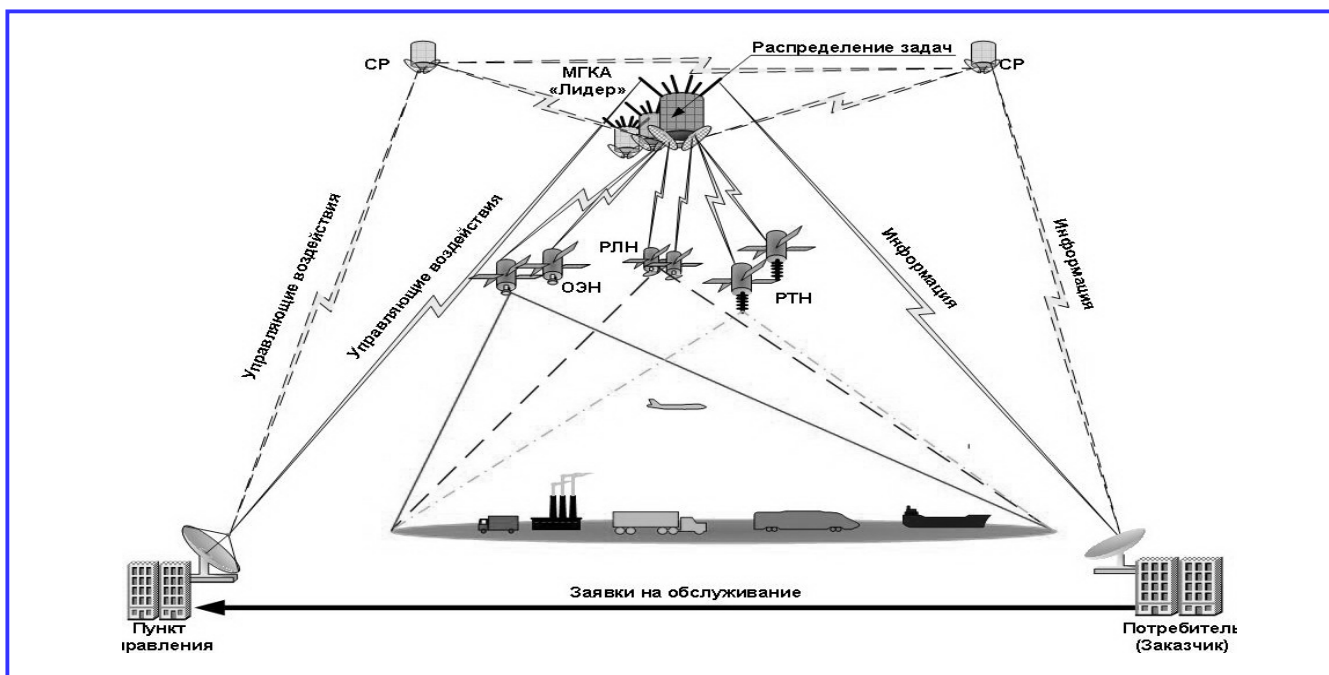 Распределение задач
СР
МГКА
«Лидер»
СР
Управляющие воздействия
Управляющие воздействия
Информация
Информация
РЛН
ОЭН
РТН
Заявки на обслуживание
Пункт
правления
Потребитель
(Заказчик)